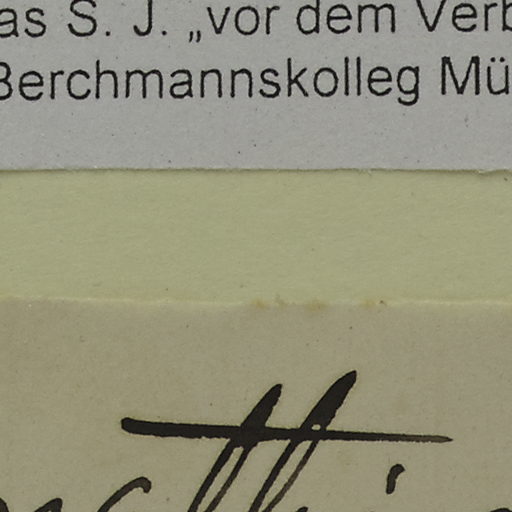 as S. J. „vor dem Verb
Berchmannskolleg Mü